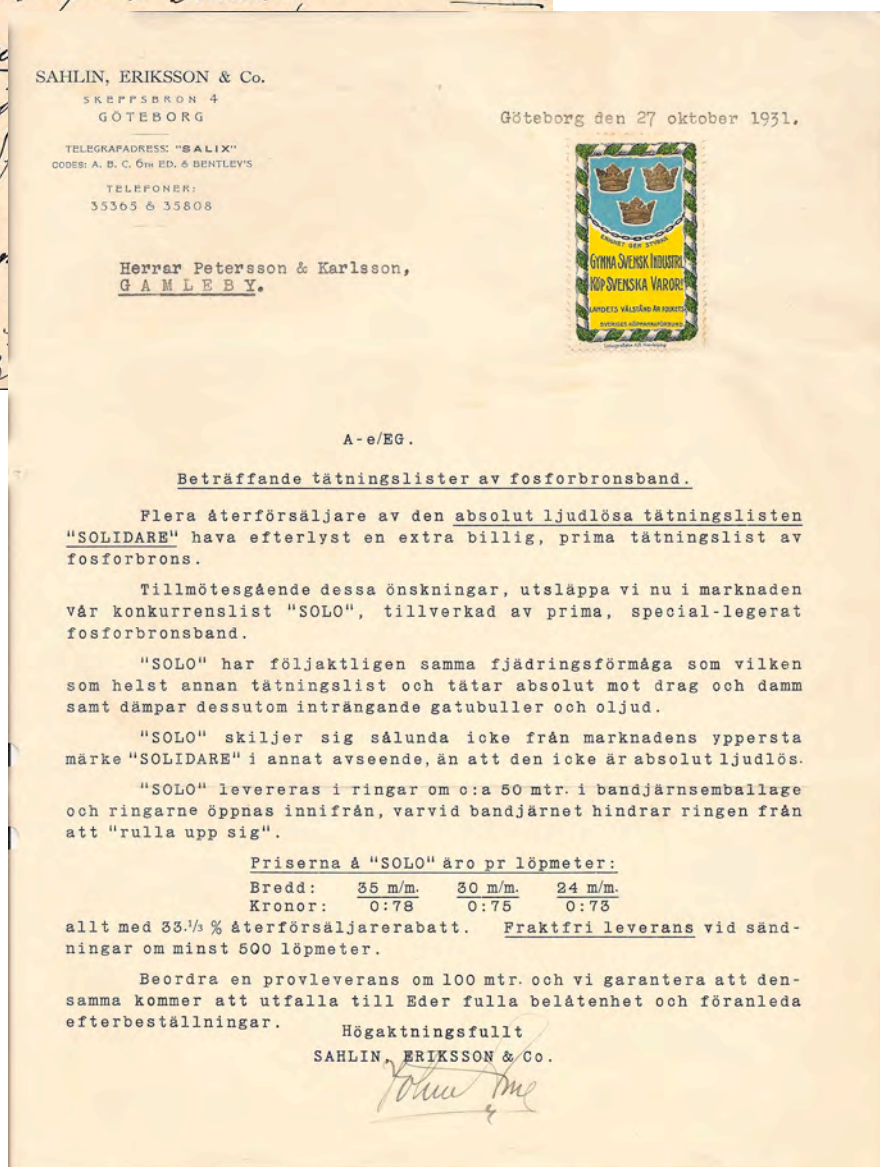 SAHLIN, ERIKSSON & Co.
SKEPPSBRON 4
GÖTEBORG
TELEGRAFADRESS: "SALIX"
CODES: A. B. C. 6TH ED. & BENTLEY'S
TELEFONER:
35365 & 35808
Göteborg den 27 oktober 1931.
ENIGHET GER STYRKA
GYNNA SVENSK INDUSTRI,
KÖP SVENSKA VAROR!
LANDETS VÄLSTÅND ÄR FOLKETS
SVERIGES KÖPMANNAFÖRBUND
Herrar Petersson & Karlsson,
GAMLEBY.
A-e/EG.
Beträffande tätningslister av fosforbronsband.
Flera återförsäljare av den absolut ljudlösa tätningslisten
"SOLIDARE" hava efterlyst en extra billig, prima tätningslist av
fosforbrons.
Tillmötesgående dessa önskningar, utsläppa vi nu i marknaden
vår konkurrenslist "SOLO", tillverkad av prima, special-legerat
fosforbronsband.
"SOLO" har följaktligen samma fjädringsförmåga som vilken
som helst annan tätningslist och tätar absolut mot drag och damm
samt dämpar dessutom inträngande gatubuller och oljud.
"SOLO" skiljer sig sålunda icke från marknadens yppersta
märke "SOLIDARE" i annat avseende, än att den icke är absolut ljudlös.
"SOLO" levereras i ringar om c:a 50 mtr. i bandjärnsemballage
och ringarne öppnas innifrån, varvid bandjärnet hindrar ringen från
att "rulla upp sig".
Priserna å "SOLO" äro pr löpmeter:
Bredd: 35 m/m. 30 m/m. 24 m/m.
Kronor: 0:78 0:75 0:73
allt med 33.1/3 % återförsäljarerabatt. Fraktfri leverans vid sänd-
ningar om minst 500 löpmeter.
Beordra en provleverans om 100 mtr. och vi garantera att den-
samma kommer att utfalla till Eder fulla belåtenhet och föranleda
efterbeställningar.
Högaktningsfullt
SAHLIN, ERIKSSON & Co.